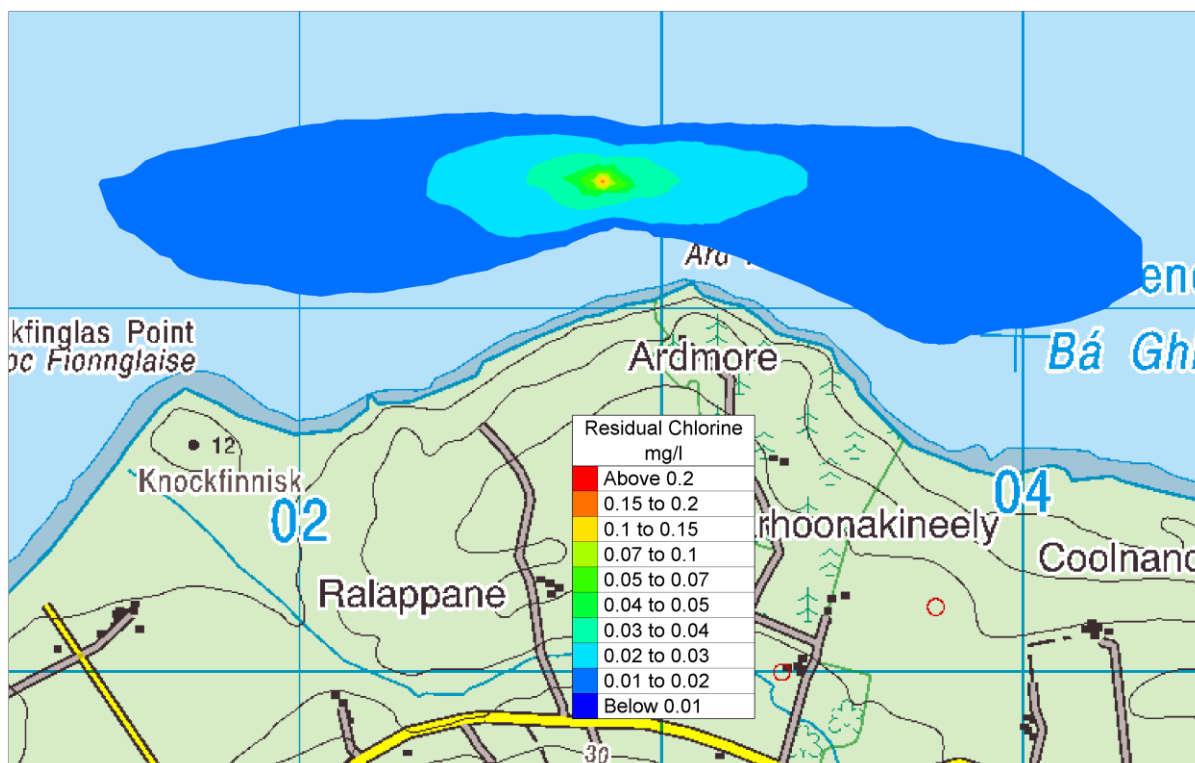 Ard
enc
kfinglas Point
oc Fionnglaise
Bá Gh
Ardmore
12
Knockfinnisk
02
04
Residual Chlorine
mg/l
Above 0.2
0.15 to 0.2
0.1 to 0.15
0.07 to 0.1
0.05 to 0.07
0.04 to 0.05
0.03 to 0.04
0.02 to 0.03
0.01 to 0.02
Below 0.01
rhoonakineely
Coolnano
Ralappane
30